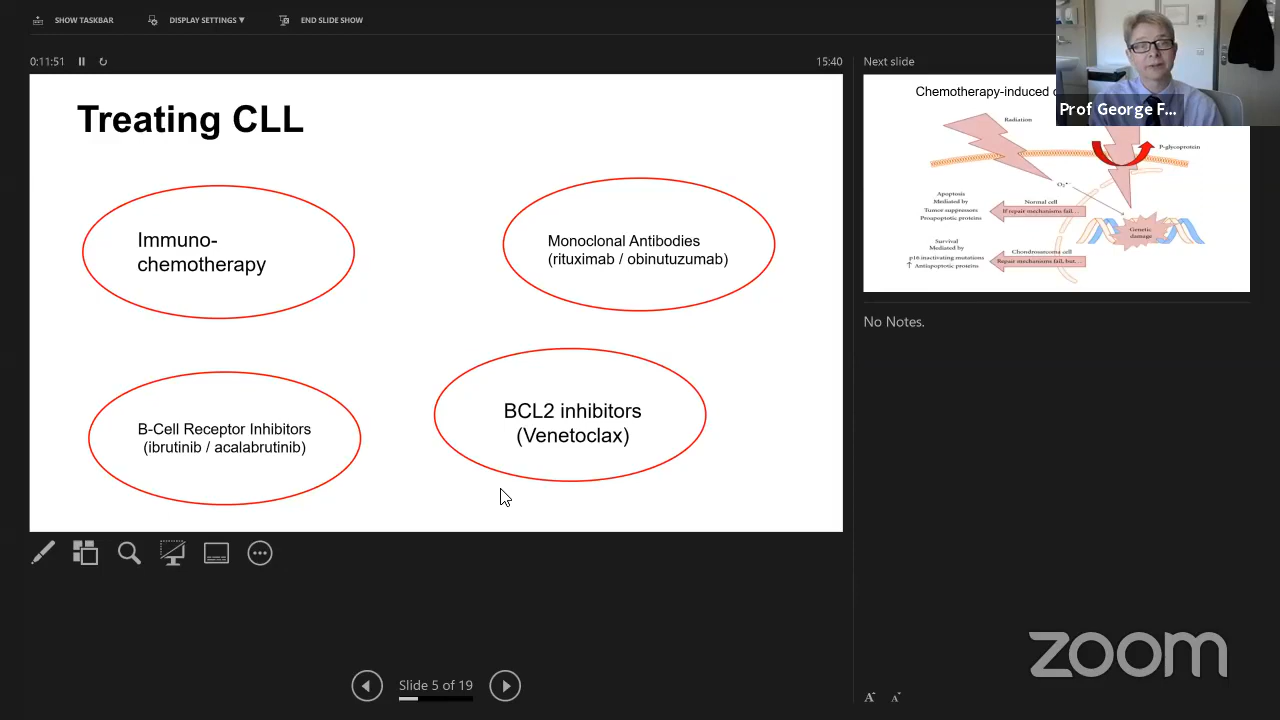 SHOW TASKBAR
DISPLAY SETTINGS ▼
END SLIDE SHOW
0:11:51
15:40
Treating CLL
Immuno-
chemotherapy
Monoclonal Antibodies
(rituximab / obinutuzumab)
B-Cell Receptor Inhibitors
(ibrutinib / acalabrutinib)
BCL2 inhibitors
(Venetoclax)
Slide 5 of 19
Next slide
Prof George F...
Chemotherapy-induced
Radiation
P-glycoprotein
O₂•-
Apoptosis
Mediated by
Tumor suppressors
Proapoptotic proteins
Normal cell
If repair mechanisms fail...
Genetic
damage
Survival
Mediated by
p16 inactivating mutations
↑ Antiapoptotic proteins
Chondrosarcoma cell
Repair mechanisms fail, but...
No Notes.
A
A
zoom